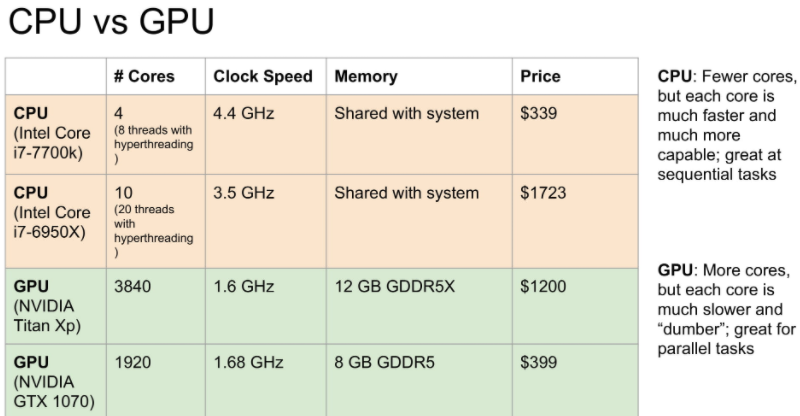 CPU vs GPU
# Cores Clock Speed Memory Price
CPU 4 4.4 GHz Shared with system $339
(Intel Core (8 threads with
i7-7700k) hyperthreading
)
CPU 10 3.5 GHz Shared with system $1723
(Intel Core (20 threads
i7-6950X) with
hyperthreading
)
GPU 3840 1.6 GHz 12 GB GDDR5X $1200
(NVIDIA
Titan Xp)
GPU 1920 1.68 GHz 8 GB GDDR5 $399
(NVIDIA
GTX 1070)
CPU: Fewer cores,
but each core is
much faster and
much more
capable; great at
sequential tasks
GPU: More cores,
but each core is
much slower and
“dumber”; great for
parallel tasks